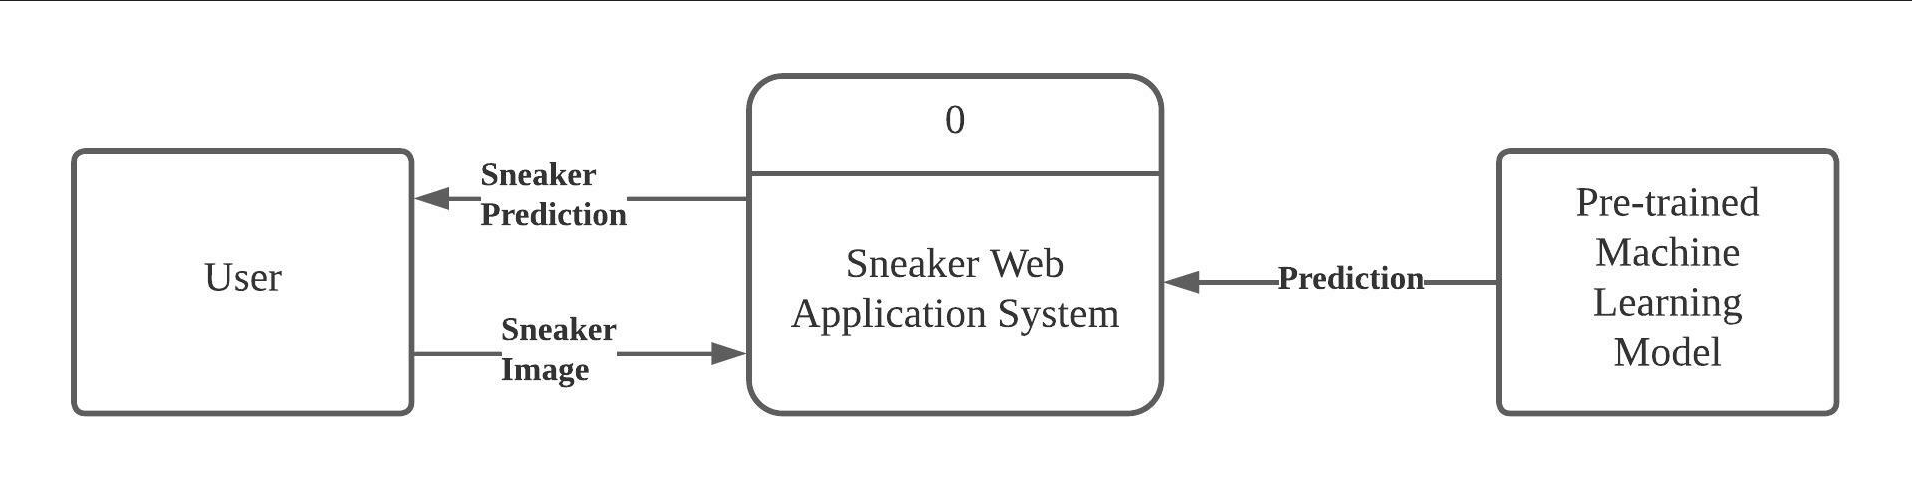 User
Sneaker
Prediction
Sneaker
Image
0
Sneaker Web
Application System
Prediction
Pre-trained
Machine
Learning
Model